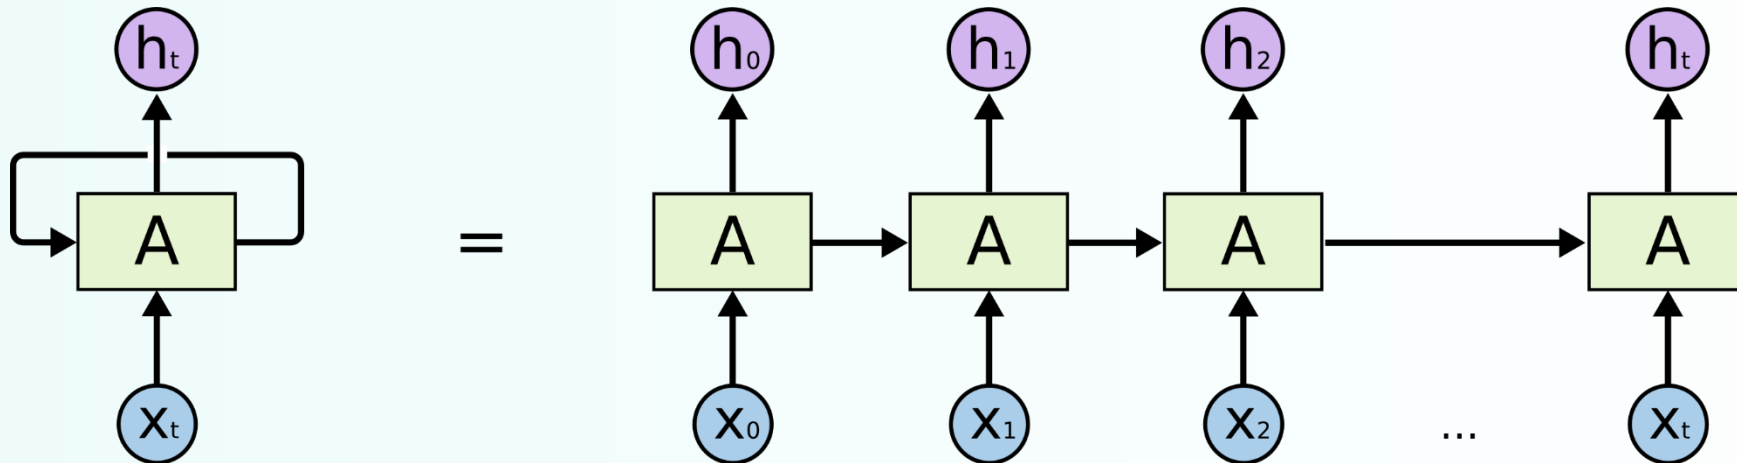 hₜ h₀ h₁ h₂ hₜ
A = A A A A
xₜ x₀ x₁ x₂ ... xₜ